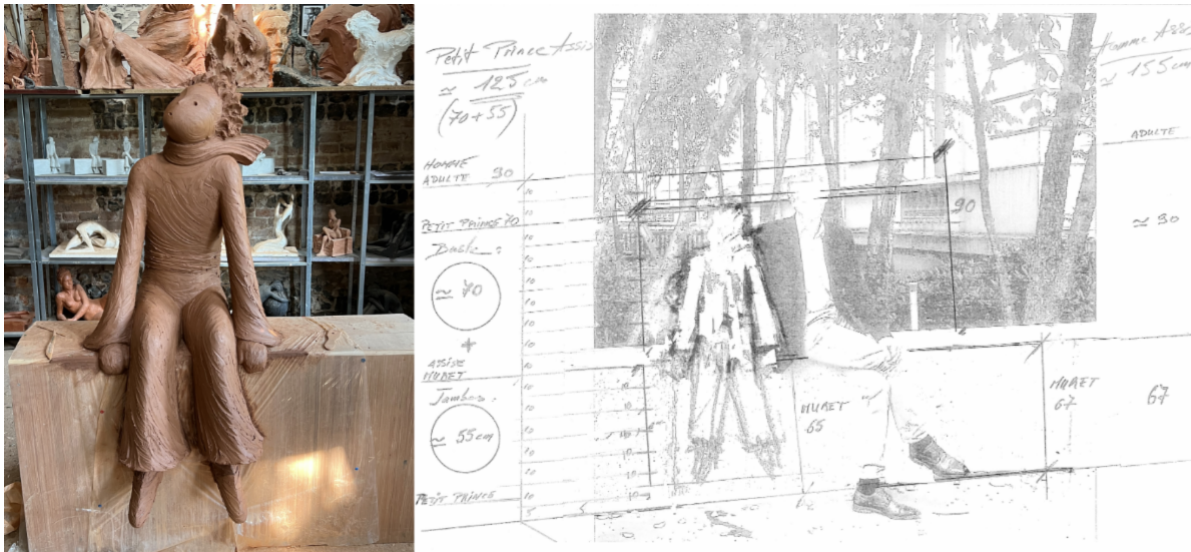 Petit Prince Assis
≃ 125 cm
(70+55)
HOMME
ADULTE 90
PETIT PRINCE 70
Buste :
≃ 70
+
ASSISE
MURET
Jambes :
≃ 55 cm
PETIT PRINCE
90
MURET
65
MURET
67
Homme Assis
≃ 155 cm
ADULTE
≃ 90
67